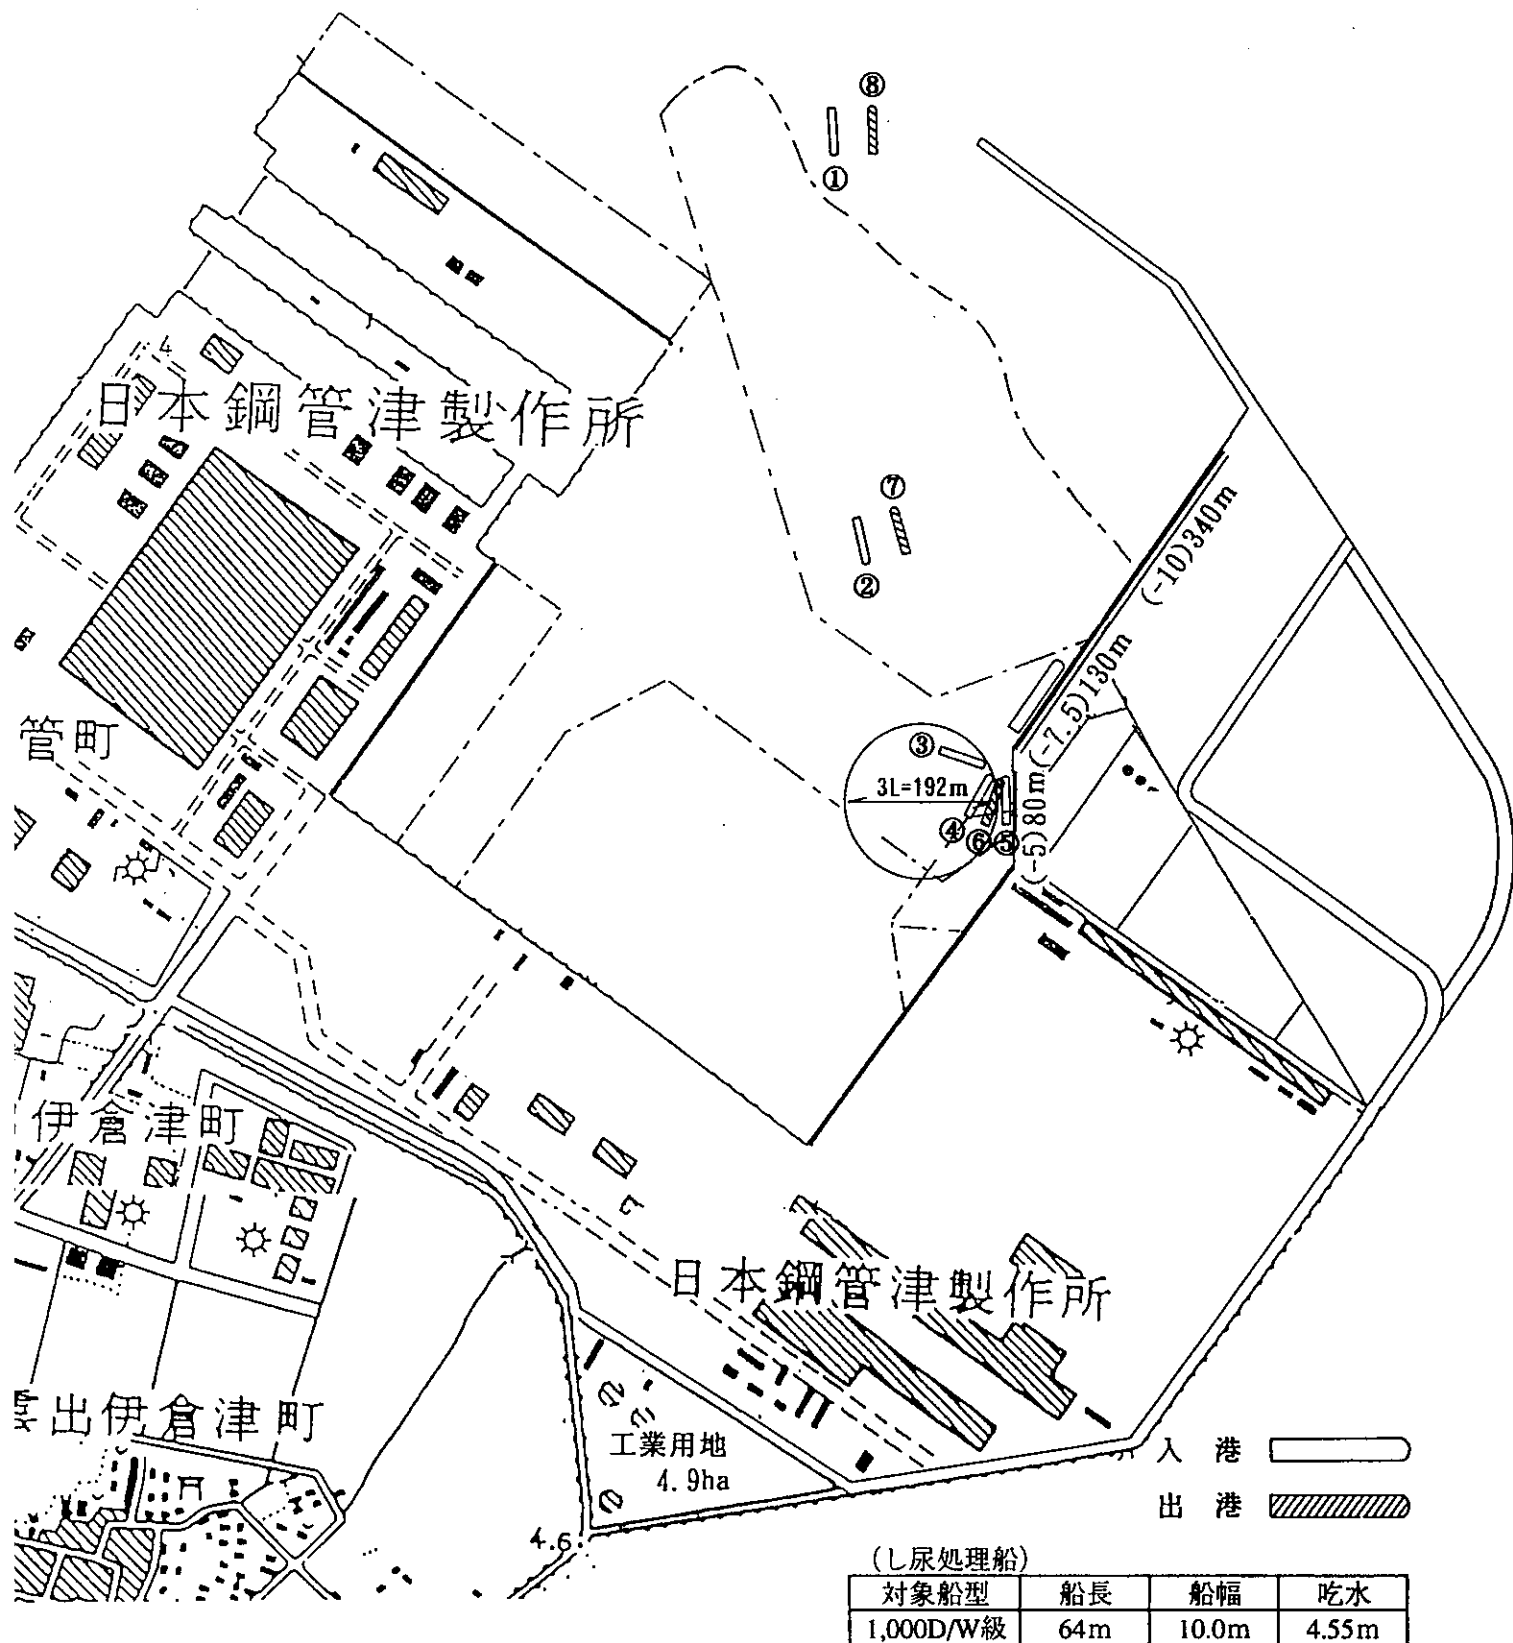 ⑧
①
4
日本鋼管津製作所
⑦
②
(-10)340m
(-7.5)130m
(-5)80m
③
3L=192m
④
⑥
⑤
管町
伊倉津町
日本鋼管津製作所
出伊倉津町
工業用地
4.9ha
4.6
入港
出港
(し尿処理船)
対象船型 船長 船幅 吃水
1,000D/W級 64m 10.0m 4.55m